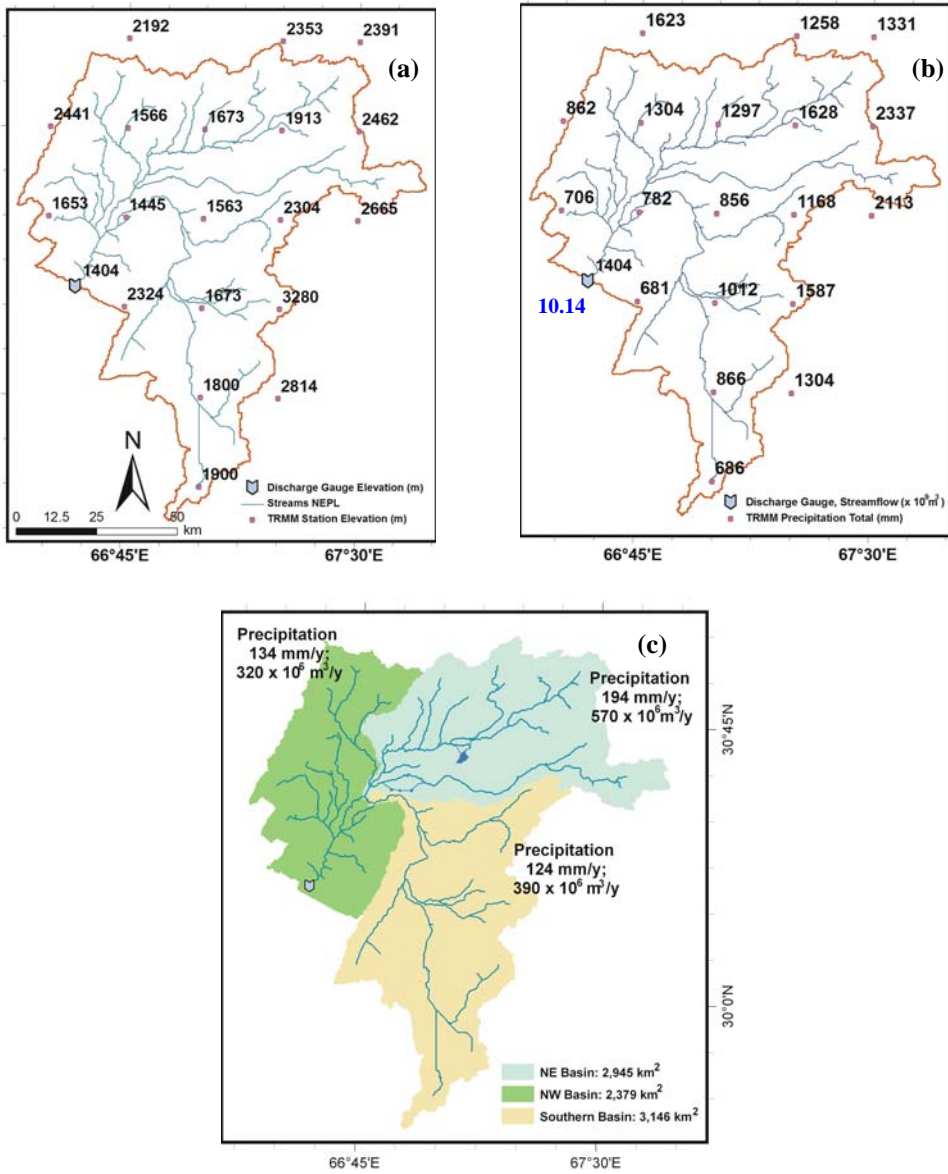 2192
2353
2391
(a)
2441
1566
1673
1913
2462
1653
1445
1563
2304
2665
1404
2324
1673
3280
1800
2814
N
1900
Discharge Gauge Elevation (m)
Streams NEPL
TRMM Station Elevation (m)
0 12.5 25 50
km
66°45'E 67°30'E
1623
1258
1331
(b)
862
1304
1297
1628
2337
706
782
856
1168
2113
1404
10.14
681
1012
1587
866
1304
686
Discharge Gauge, Streamflow (x 10⁹m³)
TRMM Precipitation Total (mm)
66°45'E 67°30'E
(c)
Precipitation
134 mm/y;
320 x 10⁶ m³/y
Precipitation
194 mm/y;
570 x 10⁶m³/y
Precipitation
124 mm/y;
390 x 10⁶ m³/y
30°45'N
30°0'N
NE Basin: 2,945 km²
NW Basin: 2,379 km²
Southern Basin: 3,146 km²
66°45'E 67°30'E